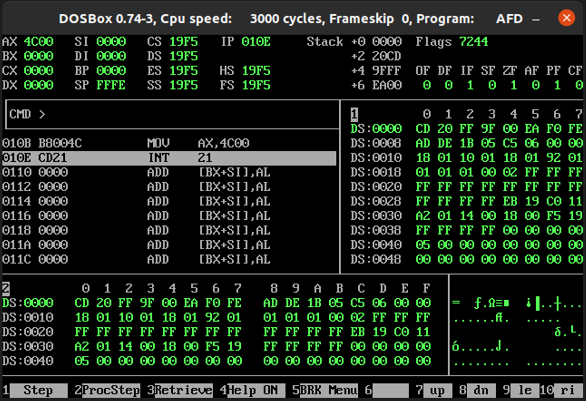 DOSBox 0.74-3, Cpu speed: 3000 cycles, Frameskip 0, Program: AFD
AX 4C00 SI 0000 CS 19F5 IP 010E Stack +0 0000 Flags 7244
BX 0000 DI 0000 DS 19F5 +2 20CD
CX 0000 BP 0000 ES 19F5 HS 19F5 +4 9FFF OF DF IF SF ZF AF PF CF
DX 0000 SP FFFE SS 19F5 FS 19F5 +6 EA00 0 0 1 0 1 0 1 0
CMD >
010B B8004C MOV AX,4C00
010E CD21 INT 21
0110 0000 ADD [BX+SI],AL
0112 0000 ADD [BX+SI],AL
0114 0000 ADD [BX+SI],AL
0116 0000 ADD [BX+SI],AL
0118 0000 ADD [BX+SI],AL
011A 0000 ADD [BX+SI],AL
011C 0000 ADD [BX+SI],AL
1 0 1 2 3 4 5 6 7
DS:0000 CD 20 FF 9F 00 EA F0 FE
DS:0008 AD DE 1B 05 C5 06 00 00
DS:0010 18 01 10 01 18 01 92 01
DS:0018 01 01 01 00 02 FF FF FF
DS:0020 FF FF FF FF FF FF FF FF
DS:0028 FF FF FF FF EB 19 C0 11
DS:0030 A2 01 14 00 18 00 F5 19
DS:0038 FF FF FF FF 00 00 00 00
DS:0040 05 00 00 00 00 00 00 00
DS:0048 00 00 00 00 00 00 00 00
2 0 1 2 3 4 5 6 7 8 9 A B C D E F
DS:0000 CD 20 FF 9F 00 EA F0 FE AD DE 1B 05 C5 06 00 00
DS:0010 18 01 10 01 18 01 92 01 01 01 01 00 02 FF FF FF
DS:0020 FF FF FF FF FF FF FF FF FF FF FF FF EB 19 C0 11
DS:0030 A2 01 14 00 18 00 F5 19 FF FF FF FF 00 00 00 00
DS:0040 05 00 00 00 00 00 00 00 00 00 00 00 00 00 00 00
1 Step 2ProcStep 3Retrieve 4Help ON 5BRK Menu 6 7 up 8 dn 9 le 10 ri